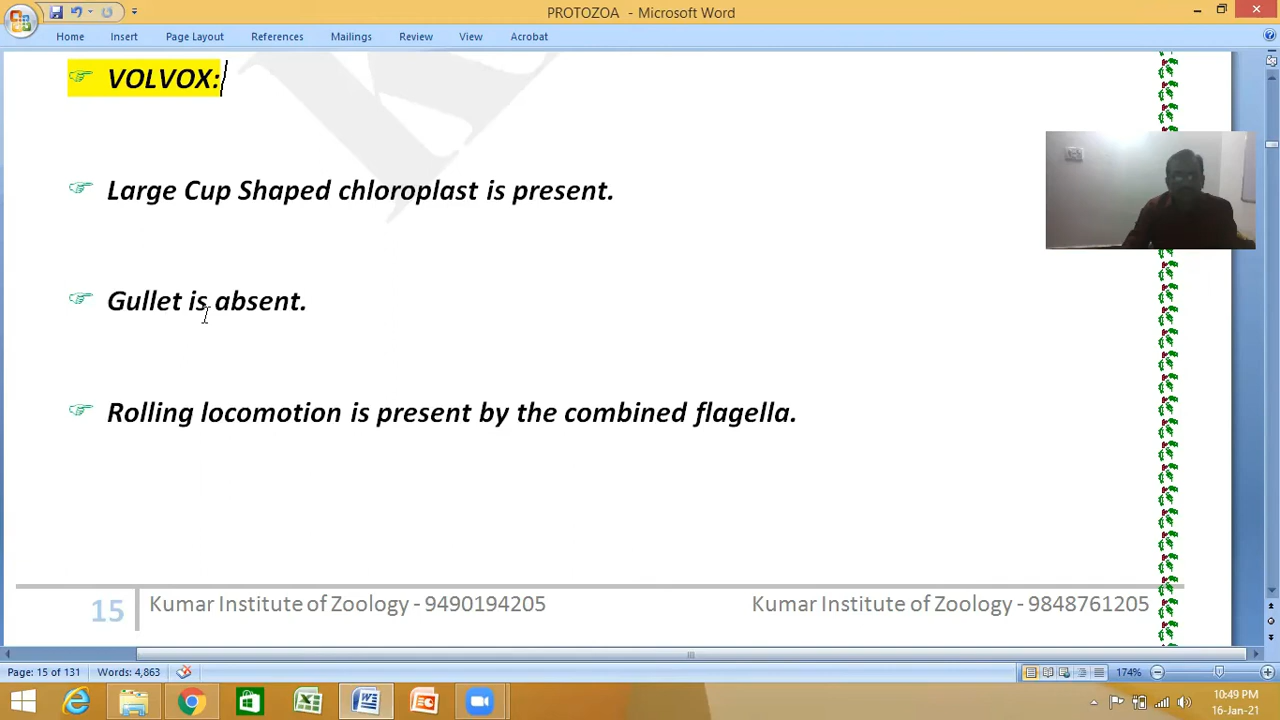 PROTOZOA - Microsoft Word
Home Insert Page Layout References Mailings Review View Acrobat
VOLVOX:
Large Cup Shaped chloroplast is present.
Gullet is absent.
Rolling locomotion is present by the combined flagella.
15 Kumar Institute of Zoology - 9490194205 Kumar Institute of Zoology - 9848761205
Page: 15 of 131 Words: 4,863 174%
10:49 PM
16-Jan-21